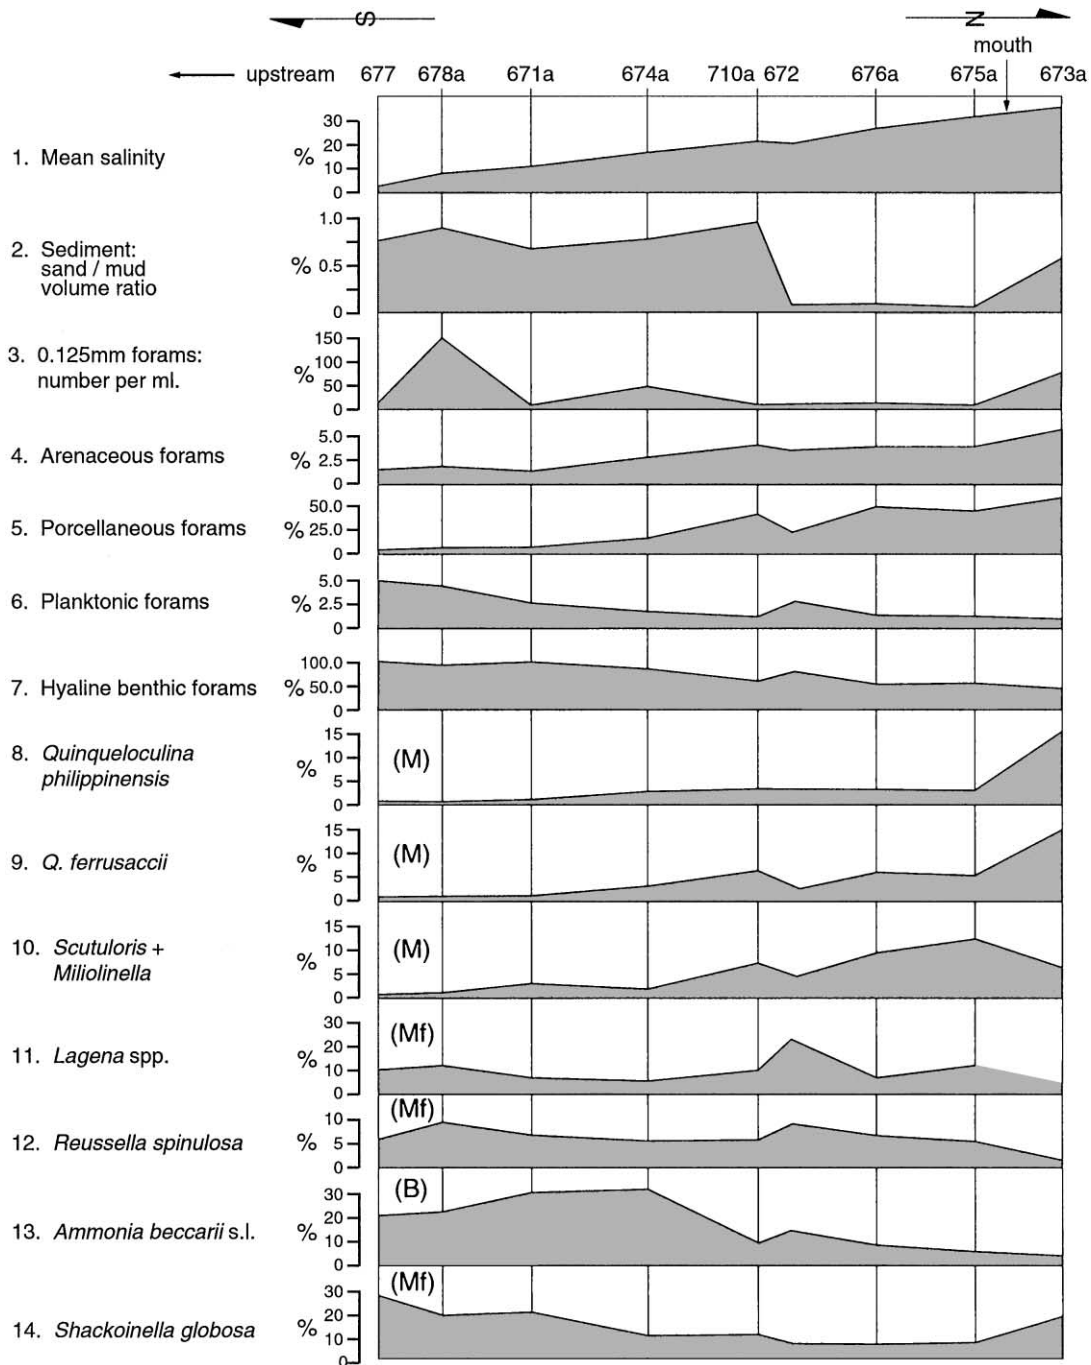 S N
mouth
upstream 677 678a 671a 674a 710a 672 676a 675a 673a
1. Mean salinity % 30 20 10 0
2. Sediment:
sand / mud
volume ratio
% 1.0 0.5 0
3. 0.125mm forams:
number per ml.
% 150 100 50 0
4. Arenaceous forams % 5.0 2.5 0
5. Porcellaneous forams % 50.0 25.0 0
6. Planktonic forams % 5.0 2.5 0
7. Hyaline benthic forams % 100.0 50.0 0
8. Quinqueloculina
philippinensis
% 15 10 5 0 (M)
9. Q. ferrusaccii % 15 10 5 0 (M)
10. Scutuloris +
Miliolinella
% 15 10 5 0 (M)
11. Lagena spp. % 30 20 10 0 (Mf)
12. Reussella spinulosa % 10 5 0 (Mf)
13. Ammonia beccarii s.l. % 30 20 10 0 (B)
14. Shackoinella globosa % 30 20 10 0 (Mf)